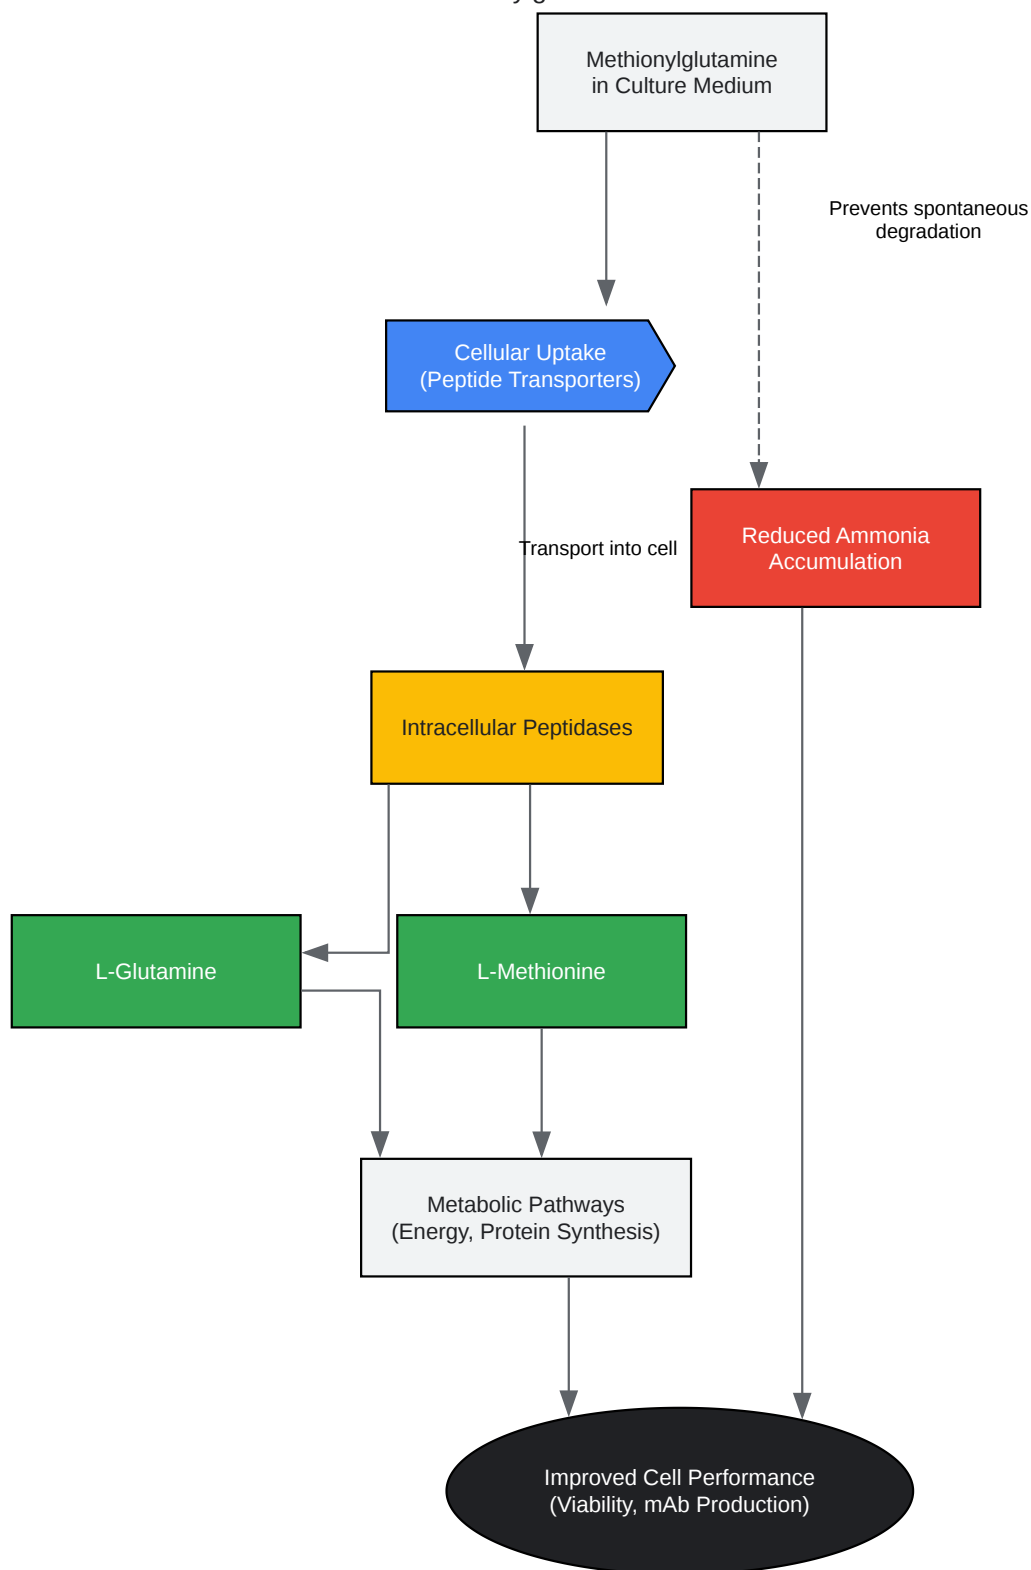 Methionylglutamine
in Culture Medium
Prevents spontaneous
degradation
Cellular Uptake
(Peptide Transporters)
Transport into cell
Reduced Ammonia
Accumulation
Intracellular Peptidases
L-Glutamine
L-Methionine
Metabolic Pathways
(Energy, Protein Synthesis)
Improved Cell Performance
(Viability, mAb Production)